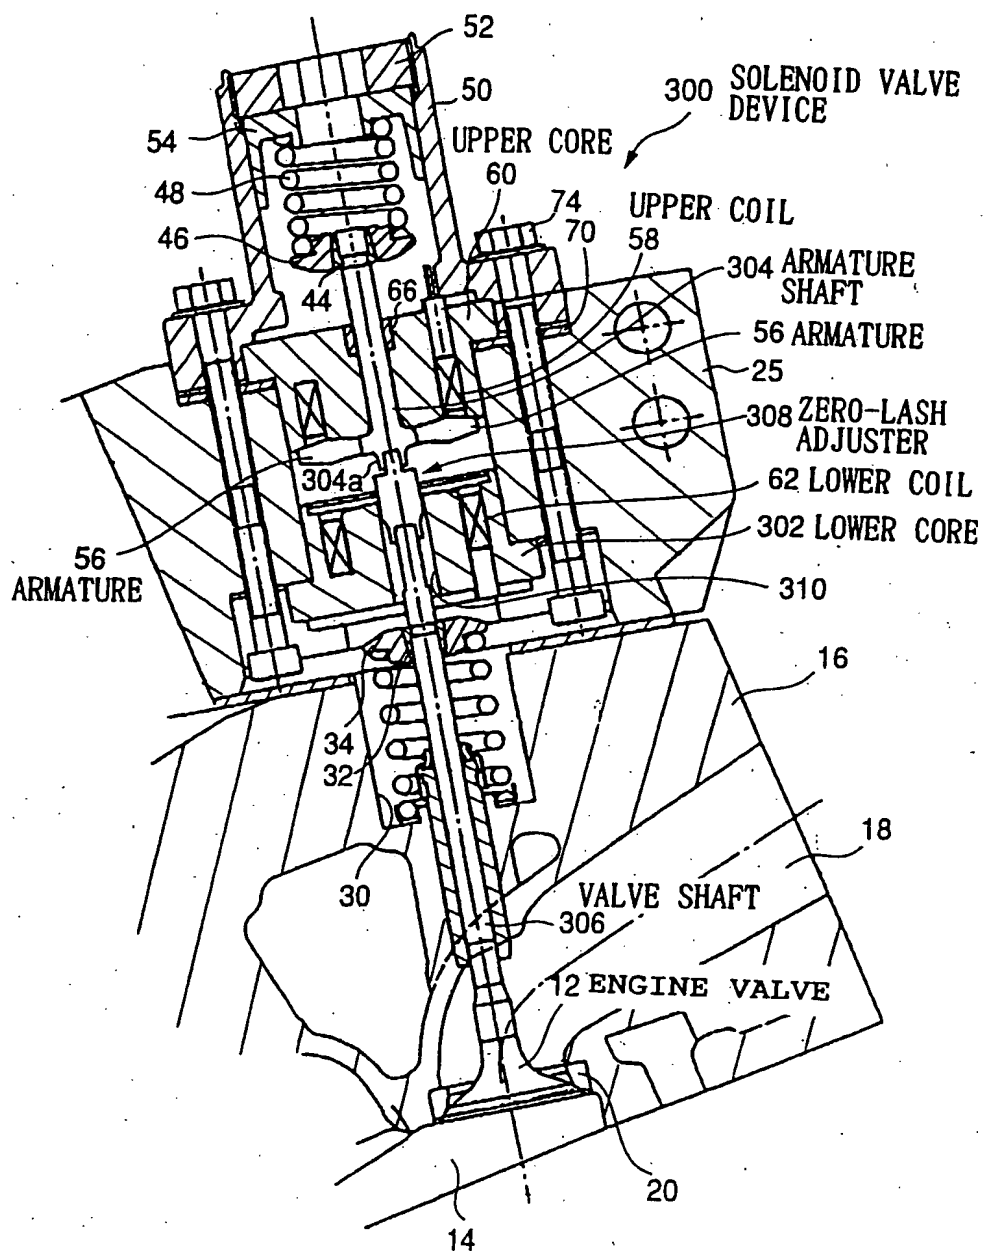 52
50
300 SOLENOID VALVE
DEVICE
54
UPPER CORE
60
48
74
UPPER COIL
70
58
46
304 ARMATURE
SHAFT
44
66
56 ARMATURE
25
308 ZERO-LASH
ADJUSTER
304a
62 LOWER COIL
302 LOWER CORE
56
ARMATURE
310
16
34
32
18
30
VALVE SHAFT
306
12 ENGINE VALVE
20
14